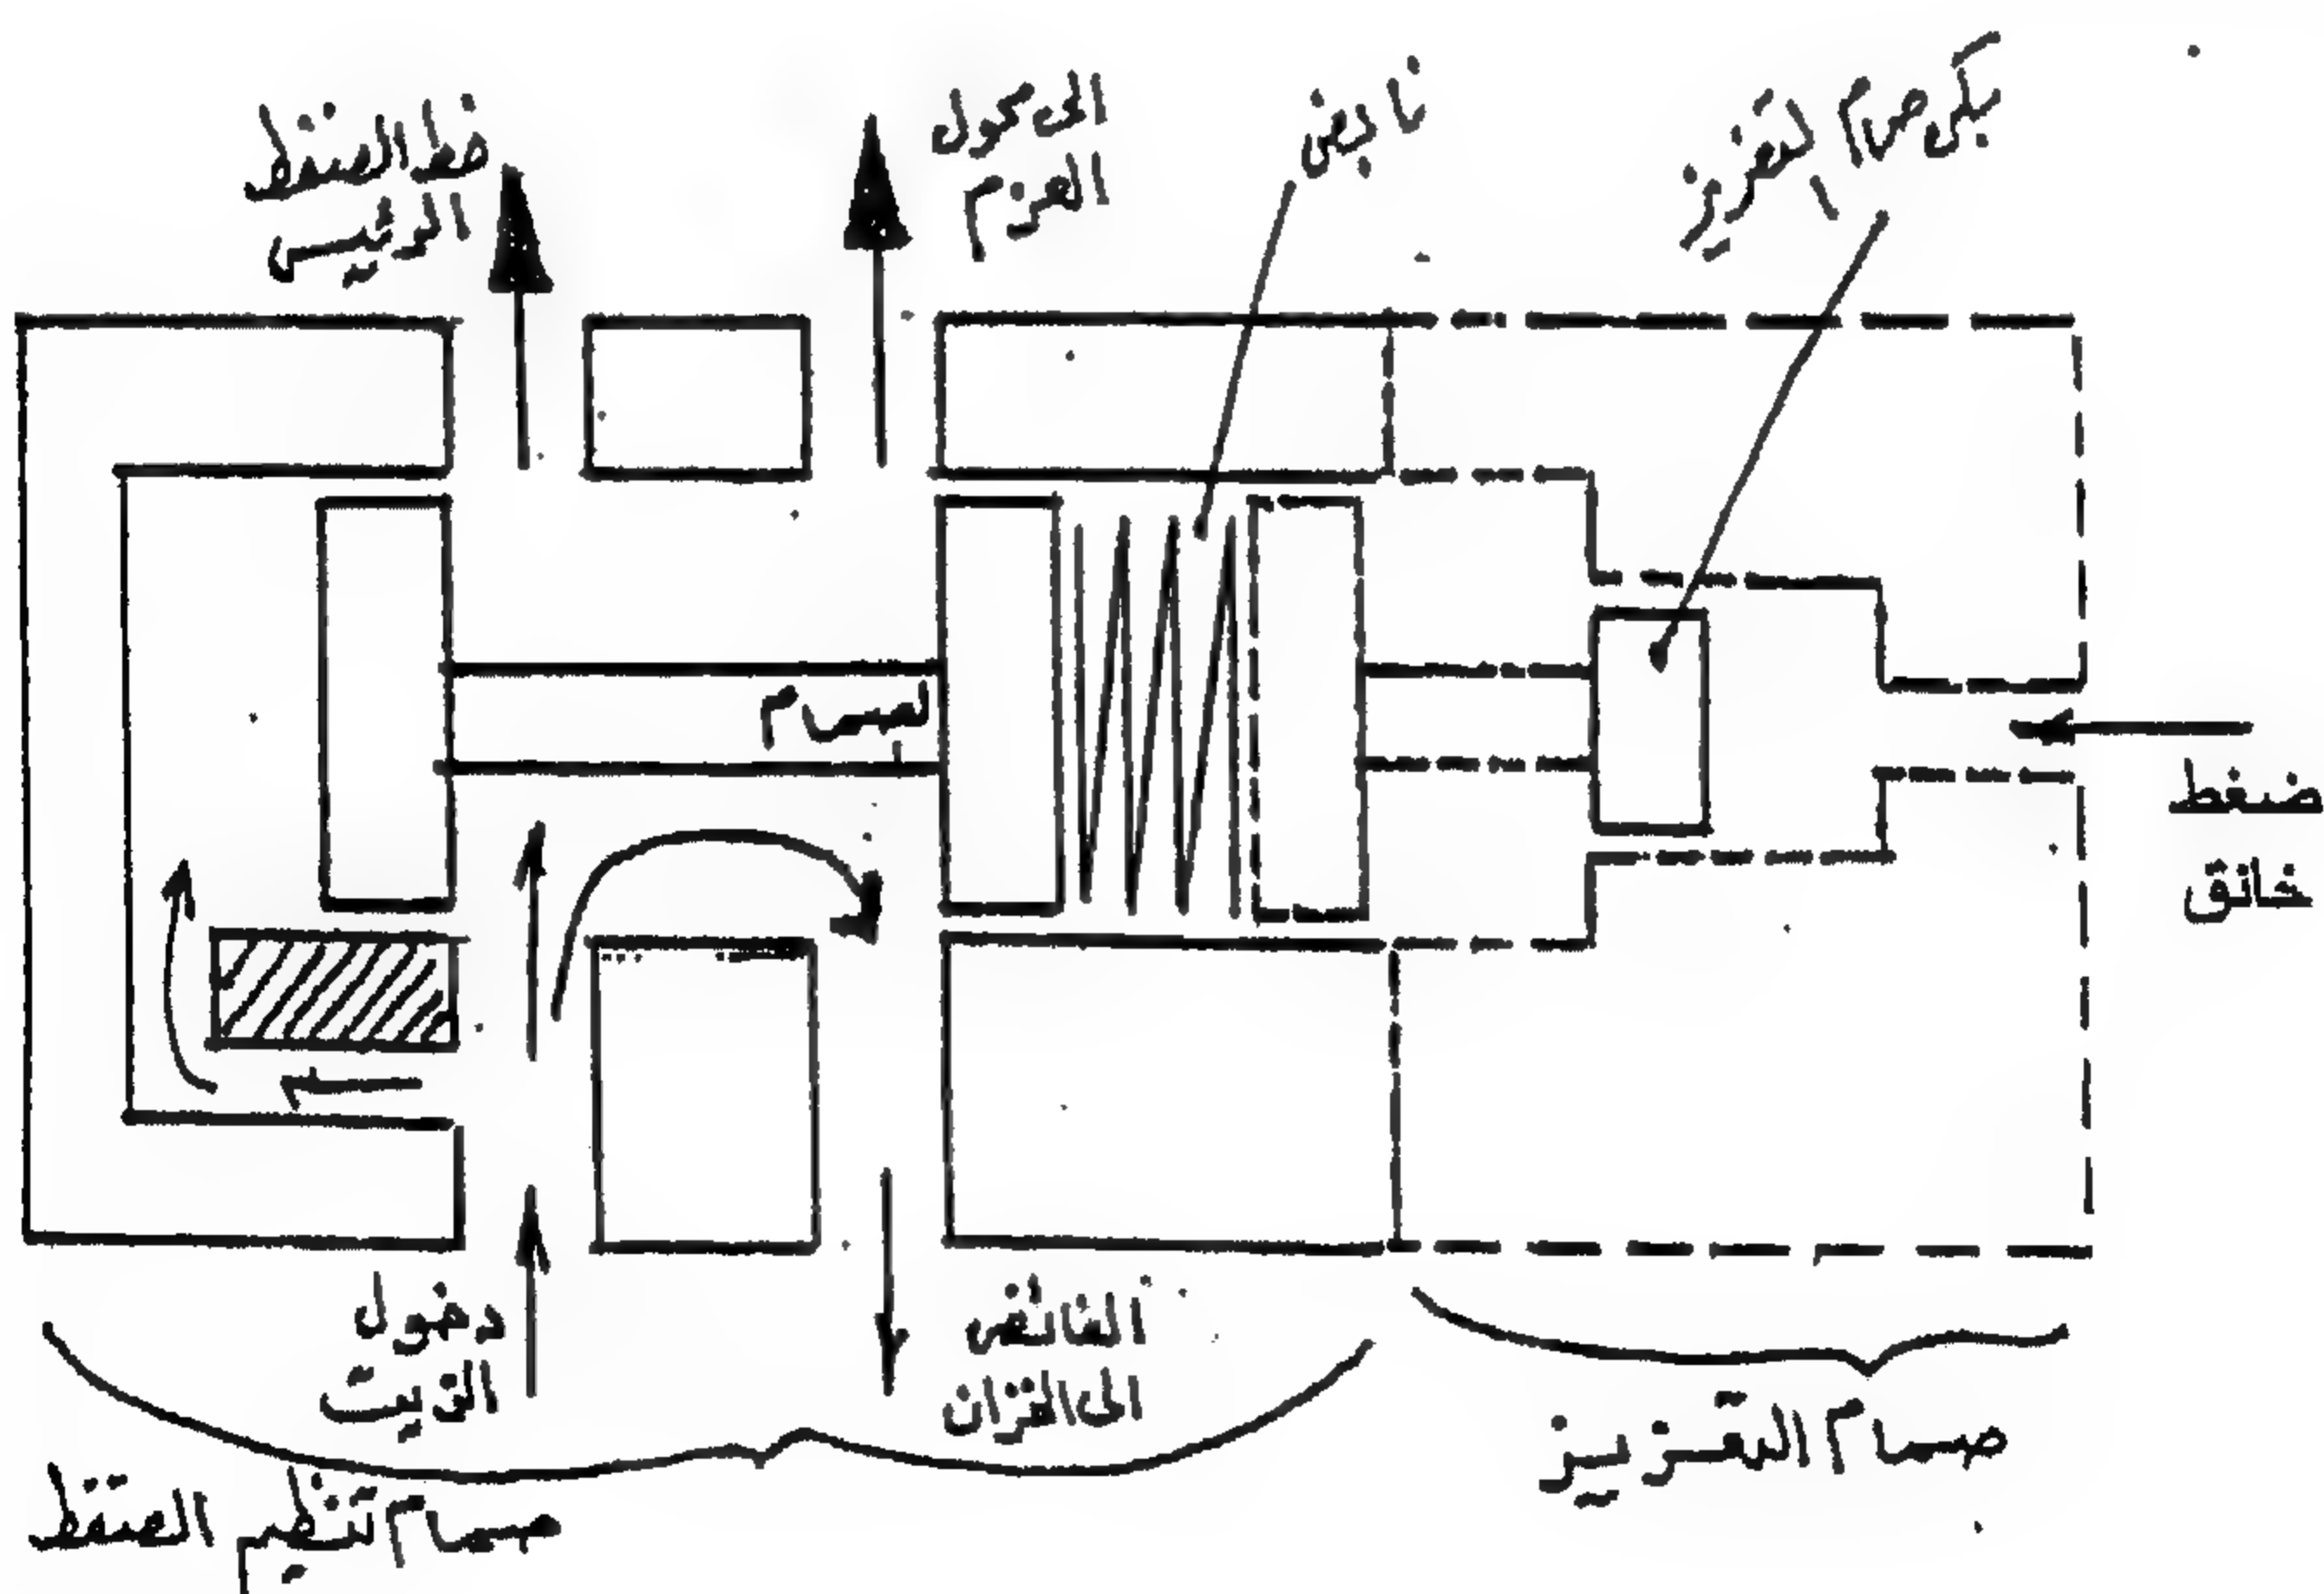 بكرة صمام التعزيز
نابض
الى محول
العزم
خط الضغط
الرئيسي
الصمام
ضغط
خانق
دخول
الزيت
الفائض
الى الخزان
صمام التعزيز
صمام تنظيم الضغط